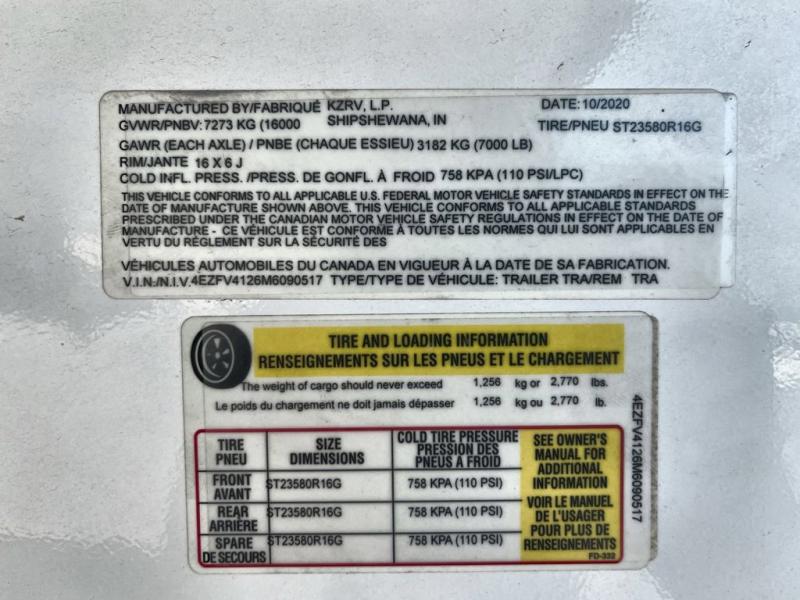 MANUFACTURED BY/FABRIQUÉ KZRV, L.P. DATE: 10/2020
GVWR/PNBV: 7273 KG (16000 SHIPSHEWANA, IN TIRE/PNEU ST23580R16G
GAWR (EACH AXLE) / PNBE (CHAQUE ESSIEU) 3182 KG (7000 LB)
RIM/JANTE 16 X 6 J
COLD INFL. PRESS. /PRESS. DE GONFL. À FROID 758 KPA (110 PSI/LPC)
THIS VEHICLE CONFORMS TO ALL APPLICABLE U.S. FEDERAL MOTOR VEHICLE SAFETY STANDARDS IN EFFECT ON THE
DATE OF MANUFACTURE SHOWN ABOVE. THIS VEHICLE CONFORMS TO ALL APPLICABLE STANDARDS
PRESCRIBED UNDER THE CANADIAN MOTOR VEHICLE SAFETY REGULATIONS IN EFFECT ON THE DATE OF
MANUFACTURE - CE VÉHICULE EST CONFORME À TOUTES LES NORMES QUI LUI SONT APPLICABLES EN
VERTU DU RÈGLEMENT SUR LA SÉCURITÉ DES
VÉHICULES AUTOMOBILES DU CANADA EN VIGUEUR À LA DATE DE SA FABRICATION.
V.I.N./N.I.V. 4EZFV4126M6090517 TYPE/TYPE DE VÉHICULE: TRAILER TRA/REM TRA
TIRE AND LOADING INFORMATION
RENSEIGNEMENTS SUR LES PNEUS ET LE CHARGEMENT
The weight of cargo should never exceed 1,256 kg or 2,770 lbs.
Le poids du chargement ne doit jamais dépasser 1,256 kg ou 2,770 lb.
TIRE
PNEU
SIZE
DIMENSIONS
COLD TIRE PRESSURE
PRESSION DES
PNEUS À FROID
FRONT
AVANT
ST23580R16G
758 KPA (110 PSI)
REAR
ARRIÈRE
ST23580R16G
758 KPA (110 PSI)
SPARE
DE SECOURS
ST23580R16G
758 KPA (110 PSI)
SEE OWNER'S
MANUAL FOR
ADDITIONAL
INFORMATION
VOIR LE MANUEL
DE L'USAGER
POUR PLUS DE
RENSEIGNEMENTS
FD-332
4EZFV4126M6090517